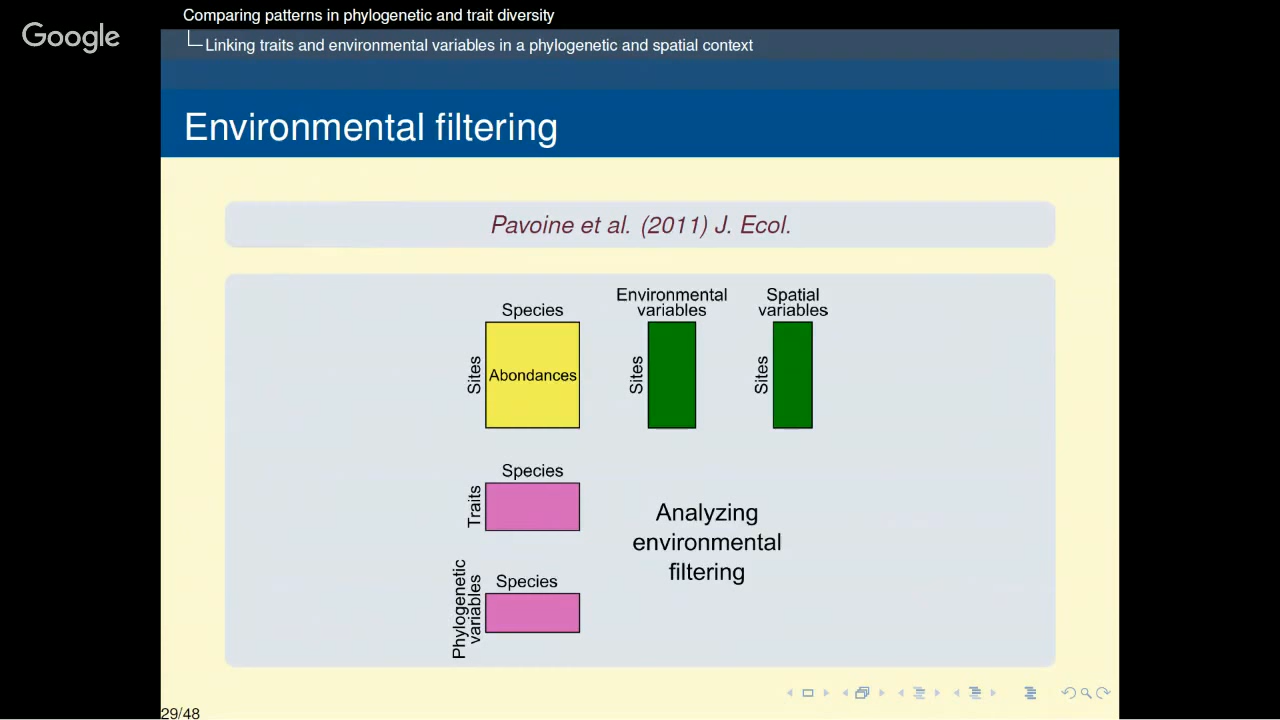 Comparing patterns in phylogenetic and trait diversity
Google
Linking traits and environmental variables in a phylogenetic and spatial context
Environmental filtering
Pavoine et al. (2011) J. Ecol.
Species
Sites
Abondances
Environmental
variables
Sites
Spatial
variables
Sites
Species
Traits
Analyzing
environmental
filtering
Species
Phylogenetic
variables
29/48